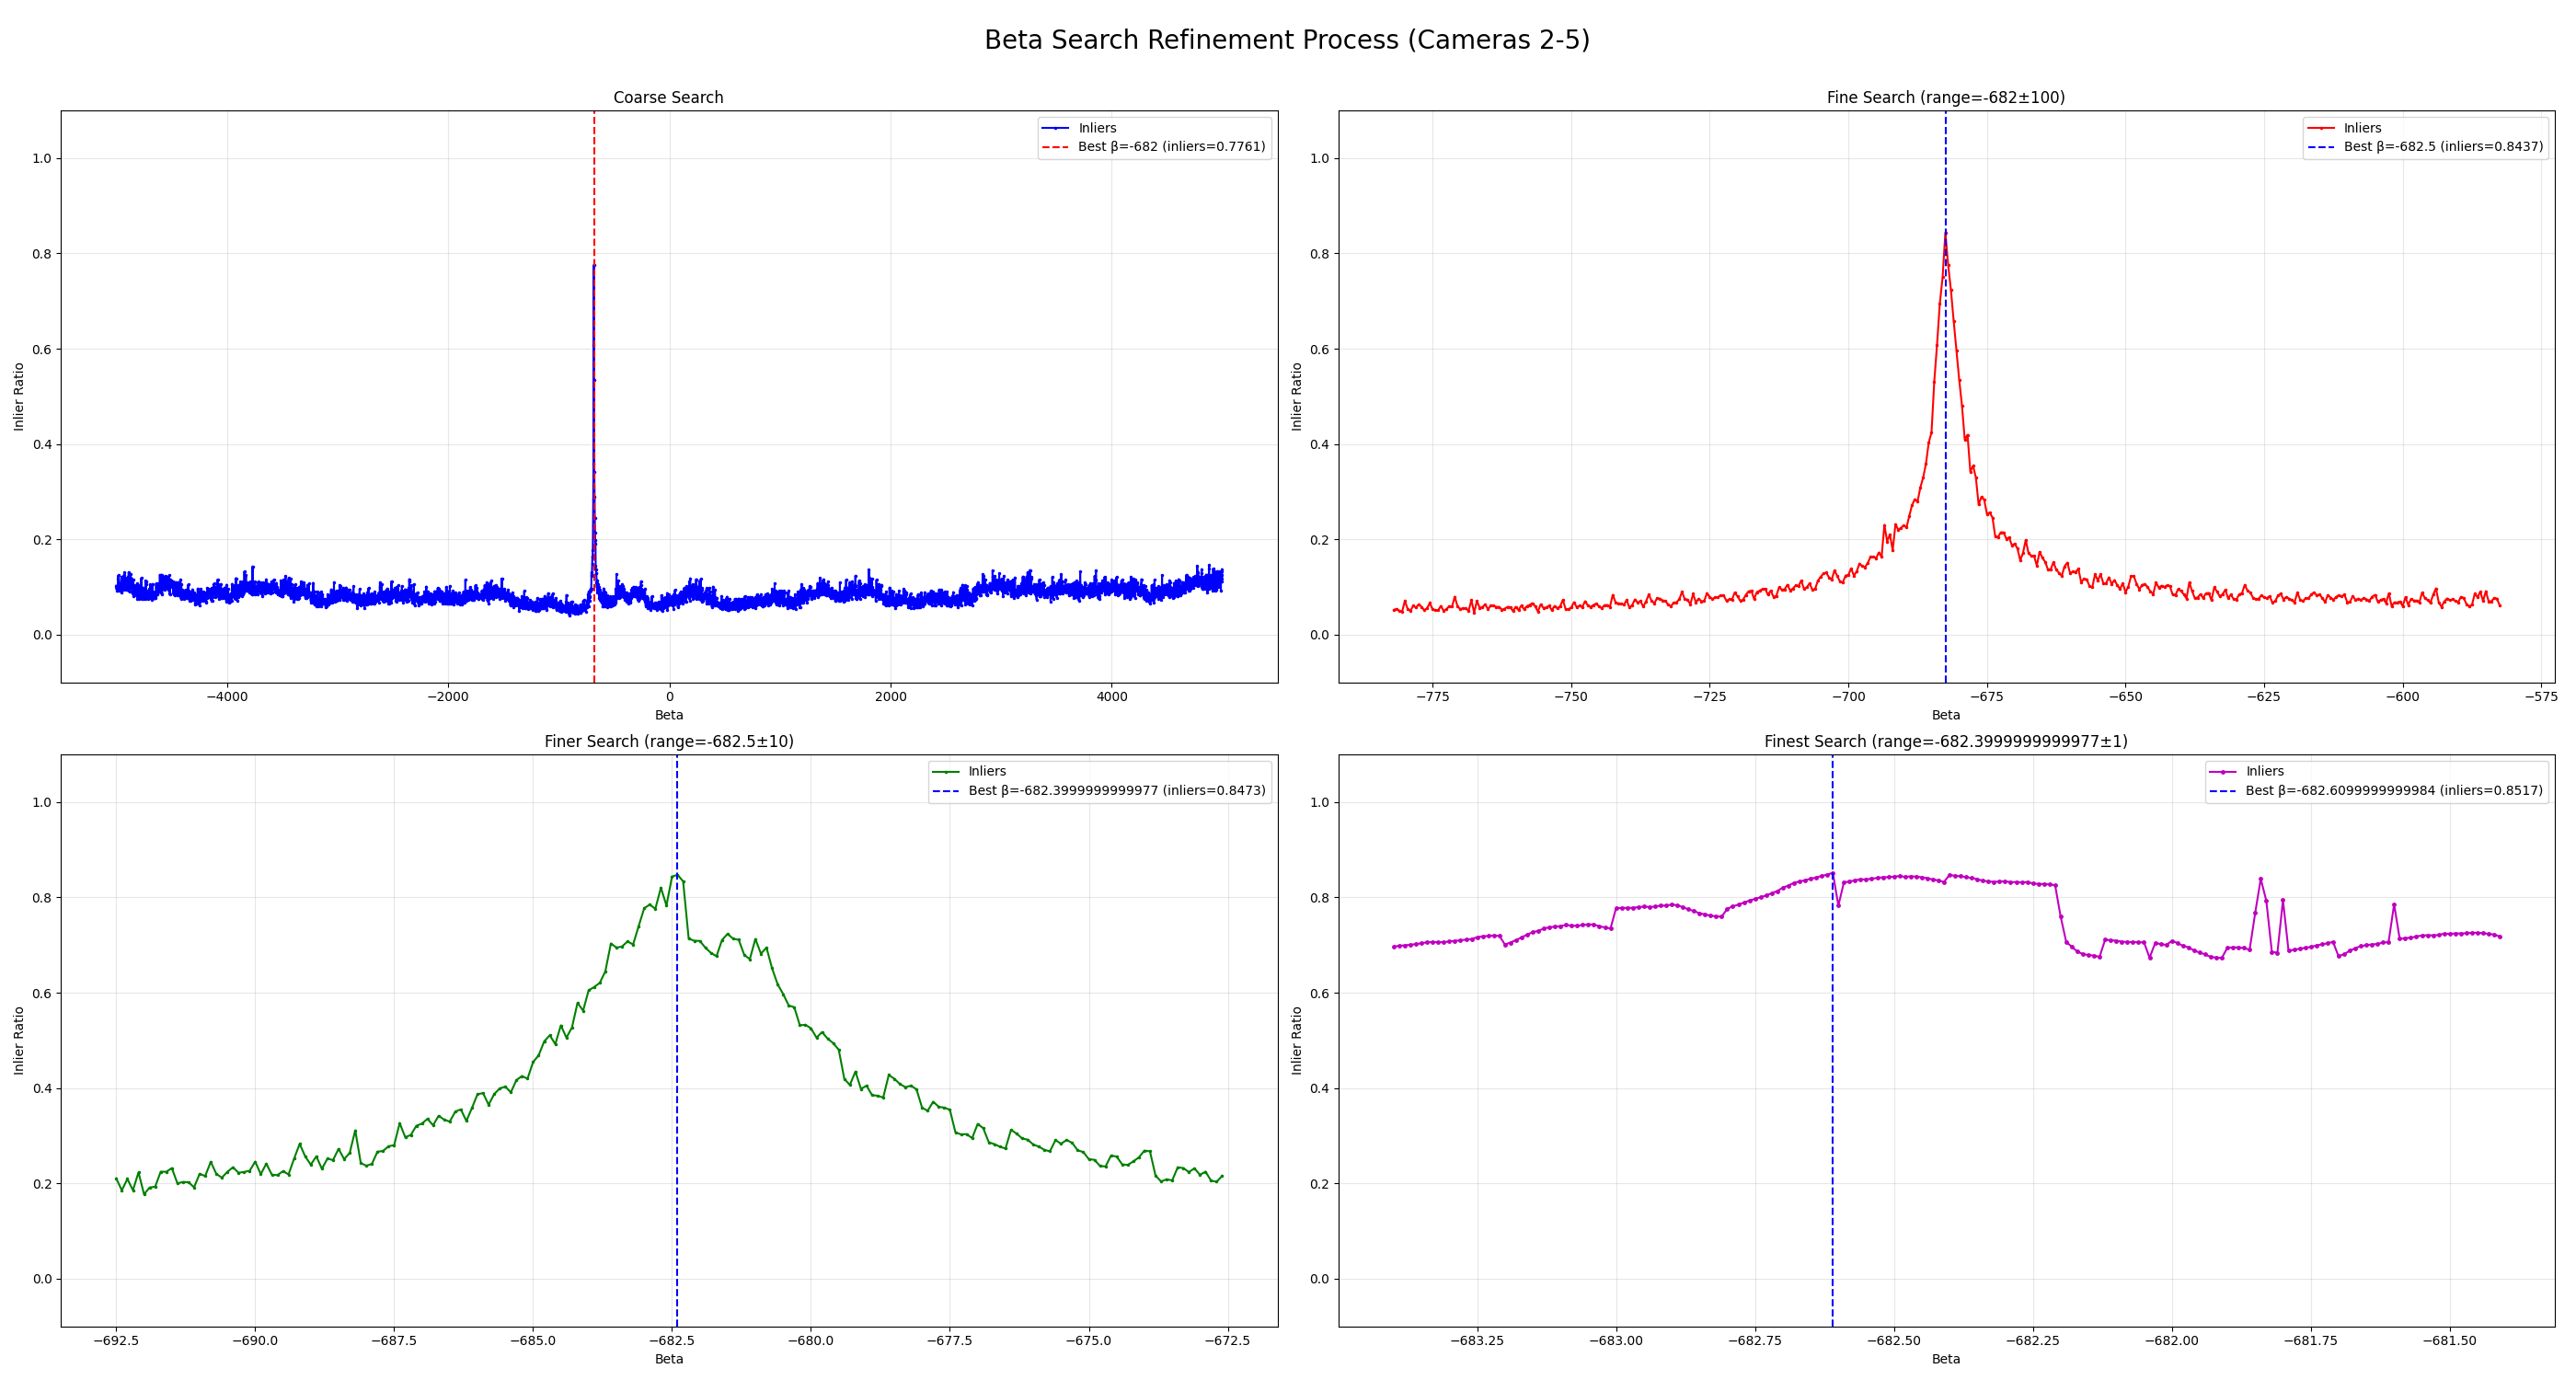 Beta Search Refinement Process (Cameras 2-5)
Coarse Search
Inliers
Best β=-682 (inliers=0.7761)
1.0
0.8
0.6
0.4
0.2
0.0
Inlier Ratio
−4000 −2000 0 2000 4000
Beta
Fine Search (range=-682±100)
Inliers
Best β=-682.5 (inliers=0.8437)
1.0
0.8
0.6
0.4
0.2
0.0
Inlier Ratio
−775 −750 −725 −700 −675 −650 −625 −600 −575
Beta
Finer Search (range=-682.5±10)
Inliers
Best β=-682.3999999999977 (inliers=0.8473)
1.0
0.8
0.6
0.4
0.2
0.0
Inlier Ratio
−692.5 −690.0 −687.5 −685.0 −682.5 −680.0 −677.5 −675.0 −672.5
Beta
Finest Search (range=-682.3999999999977±1)
Inliers
Best β=-682.6099999999984 (inliers=0.8517)
1.0
0.8
0.6
0.4
0.2
0.0
Inlier Ratio
−683.25 −683.00 −682.75 −682.50 −682.25 −682.00 −681.75 −681.50
Beta